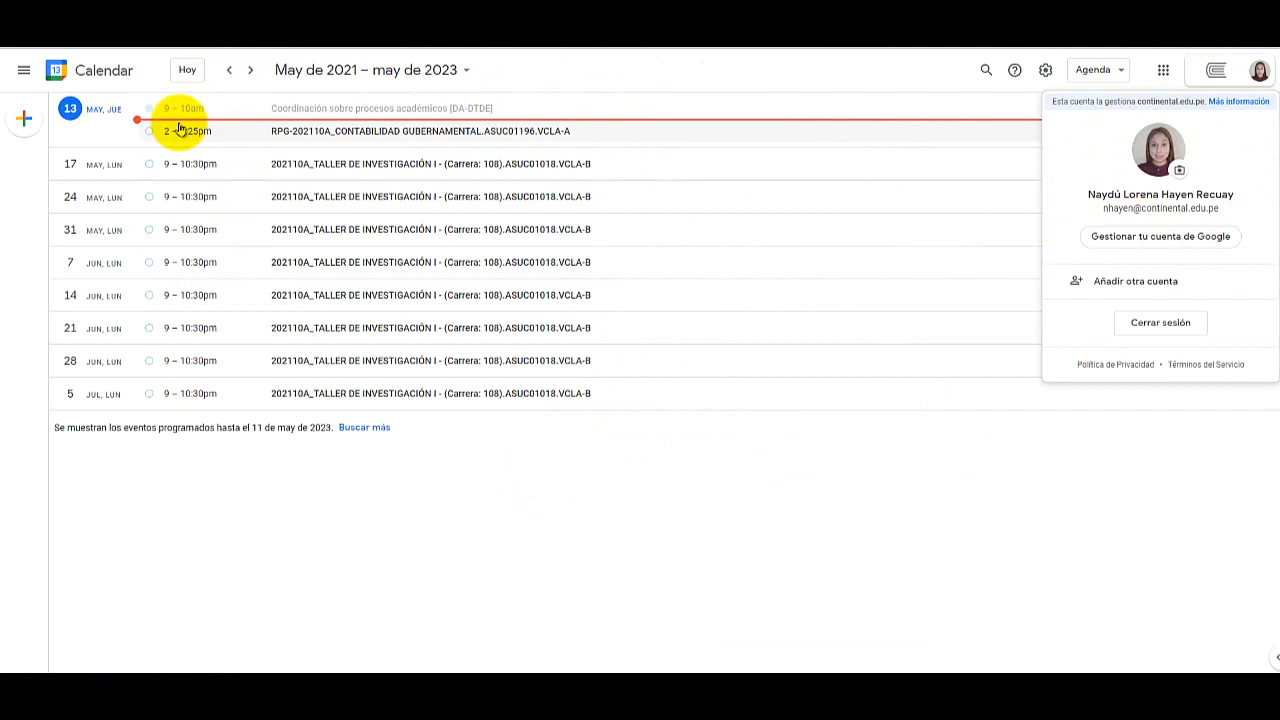 13 Calendar Hoy May de 2021 – may de 2023 Agenda
Esta cuenta la gestiona continental.edu.pe. Más información
13 MAY, JUE 9 – 10am Coordinación sobre procesos académicos [DA-DTDE]
2 25pm RPG-202110A_CONTABILIDAD GUBERNAMENTAL.ASUC01196.VCLA-A
17 MAY, LUN 9 – 10:30pm 202110A_TALLER DE INVESTIGACIÓN I - (Carrera: 108).ASUC01018.VCLA-B
24 MAY, LUN 9 – 10:30pm 202110A_TALLER DE INVESTIGACIÓN I - (Carrera: 108).ASUC01018.VCLA-B
31 MAY, LUN 9 – 10:30pm 202110A_TALLER DE INVESTIGACIÓN I - (Carrera: 108).ASUC01018.VCLA-B
7 JUN, LUN 9 – 10:30pm 202110A_TALLER DE INVESTIGACIÓN I - (Carrera: 108).ASUC01018.VCLA-B
14 JUN, LUN 9 – 10:30pm 202110A_TALLER DE INVESTIGACIÓN I - (Carrera: 108).ASUC01018.VCLA-B
21 JUN, LUN 9 – 10:30pm 202110A_TALLER DE INVESTIGACIÓN I - (Carrera: 108).ASUC01018.VCLA-B
28 JUN, LUN 9 – 10:30pm 202110A_TALLER DE INVESTIGACIÓN I - (Carrera: 108).ASUC01018.VCLA-B
5 JUL, LUN 9 – 10:30pm 202110A_TALLER DE INVESTIGACIÓN I - (Carrera: 108).ASUC01018.VCLA-B
Se muestran los eventos programados hasta el 11 de may de 2023. Buscar más
Naydú Lorena Hayen Recuay
nhayen@continental.edu.pe
Gestionar tu cuenta de Google
Añadir otra cuenta
Cerrar sesión
Política de Privacidad • Términos del Servicio